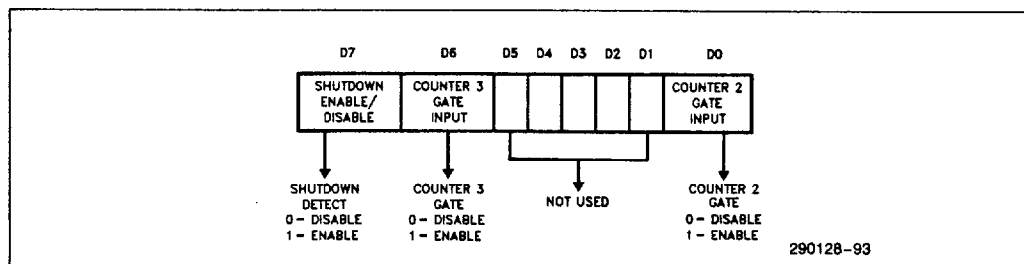 D7 D6 D5 D4 D3 D2 D1 D0
SHUTDOWN
ENABLE/
DISABLE
COUNTER 3
GATE
INPUT
COUNTER 2
GATE
INPUT
SHUTDOWN
DETECT
0 – DISABLE
1 – ENABLE
COUNTER 3
GATE
0 – DISABLE
1 – ENABLE
NOT USED
COUNTER 2
GATE
0 – DISABLE
1 – ENABLE
290128–93